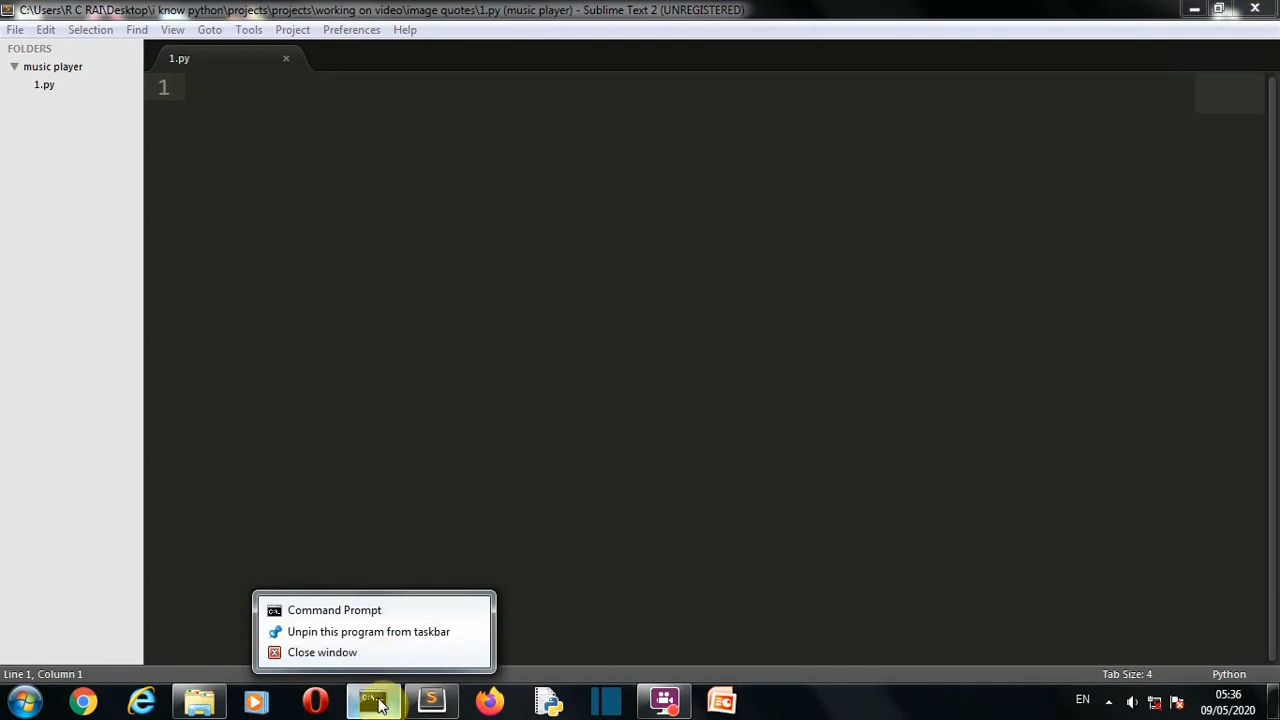 C:\Users\R C RAI\Desktop\i know python\projects\projects\working on video\image quotes\1.py (music player) - Sublime Text 2 (UNREGISTERED)
File Edit Selection Find View Goto Tools Project Preferences Help
FOLDERS
music player
1.py
1.py
1
Command Prompt
Unpin this program from taskbar
Close window
Line 1, Column 1
Tab Size: 4
Python
EN
05:36
09/05/2020